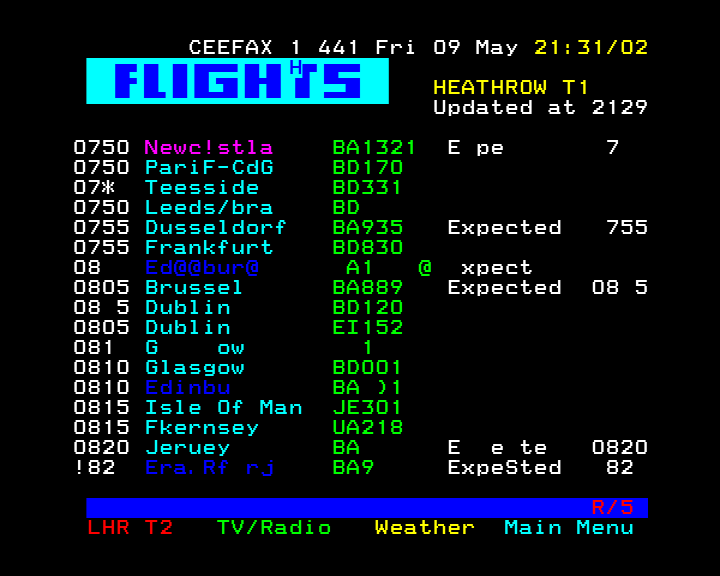 CEEFAX 1 441 Fri 09 May 21:31/02
FLIGHTS H
HEATHROW T1
Updated at 2129
0750 Newc!stla BA1321 E pe 7
0750 PariF-CdG BD170
07* Teesside BD331
0750 Leeds/bra BD
0755 Dusseldorf BA935 Expected 755
0755 Frankfurt BD830
08 Ed@@bur@ A1 @ xpect
0805 Brussel BA889 Expected 08 5
08 5 Dublin BD120
0805 Dublin EI152
081 G ow 1
0810 Glasgow BD001
0810 Edinbu BA )1
0815 Isle Of Man JE301
0815 Fkernsey UA218
0820 Jeruey BA E e te 0820
!82 Era.Rf rj BA9 ExpeSted 82
R/5
LHR T2 TV/Radio Weather Main Menu